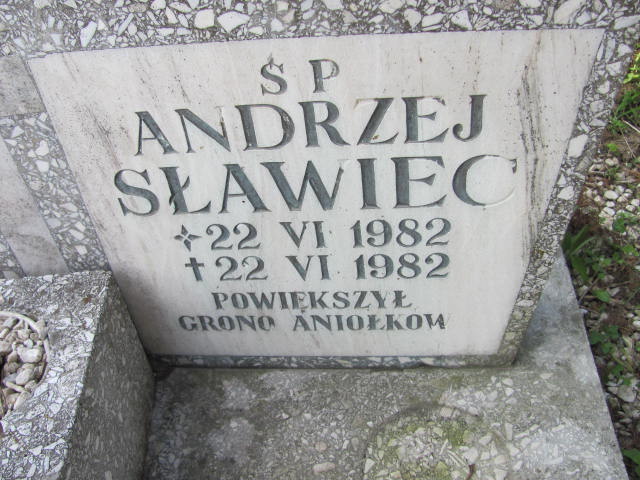 ŚP
ANDRZEJ
SŁAWIEC
22 VI 1982
✝ 22 VI 1982
POWIĘKSZYŁ
GRONO ANIOŁKÓW